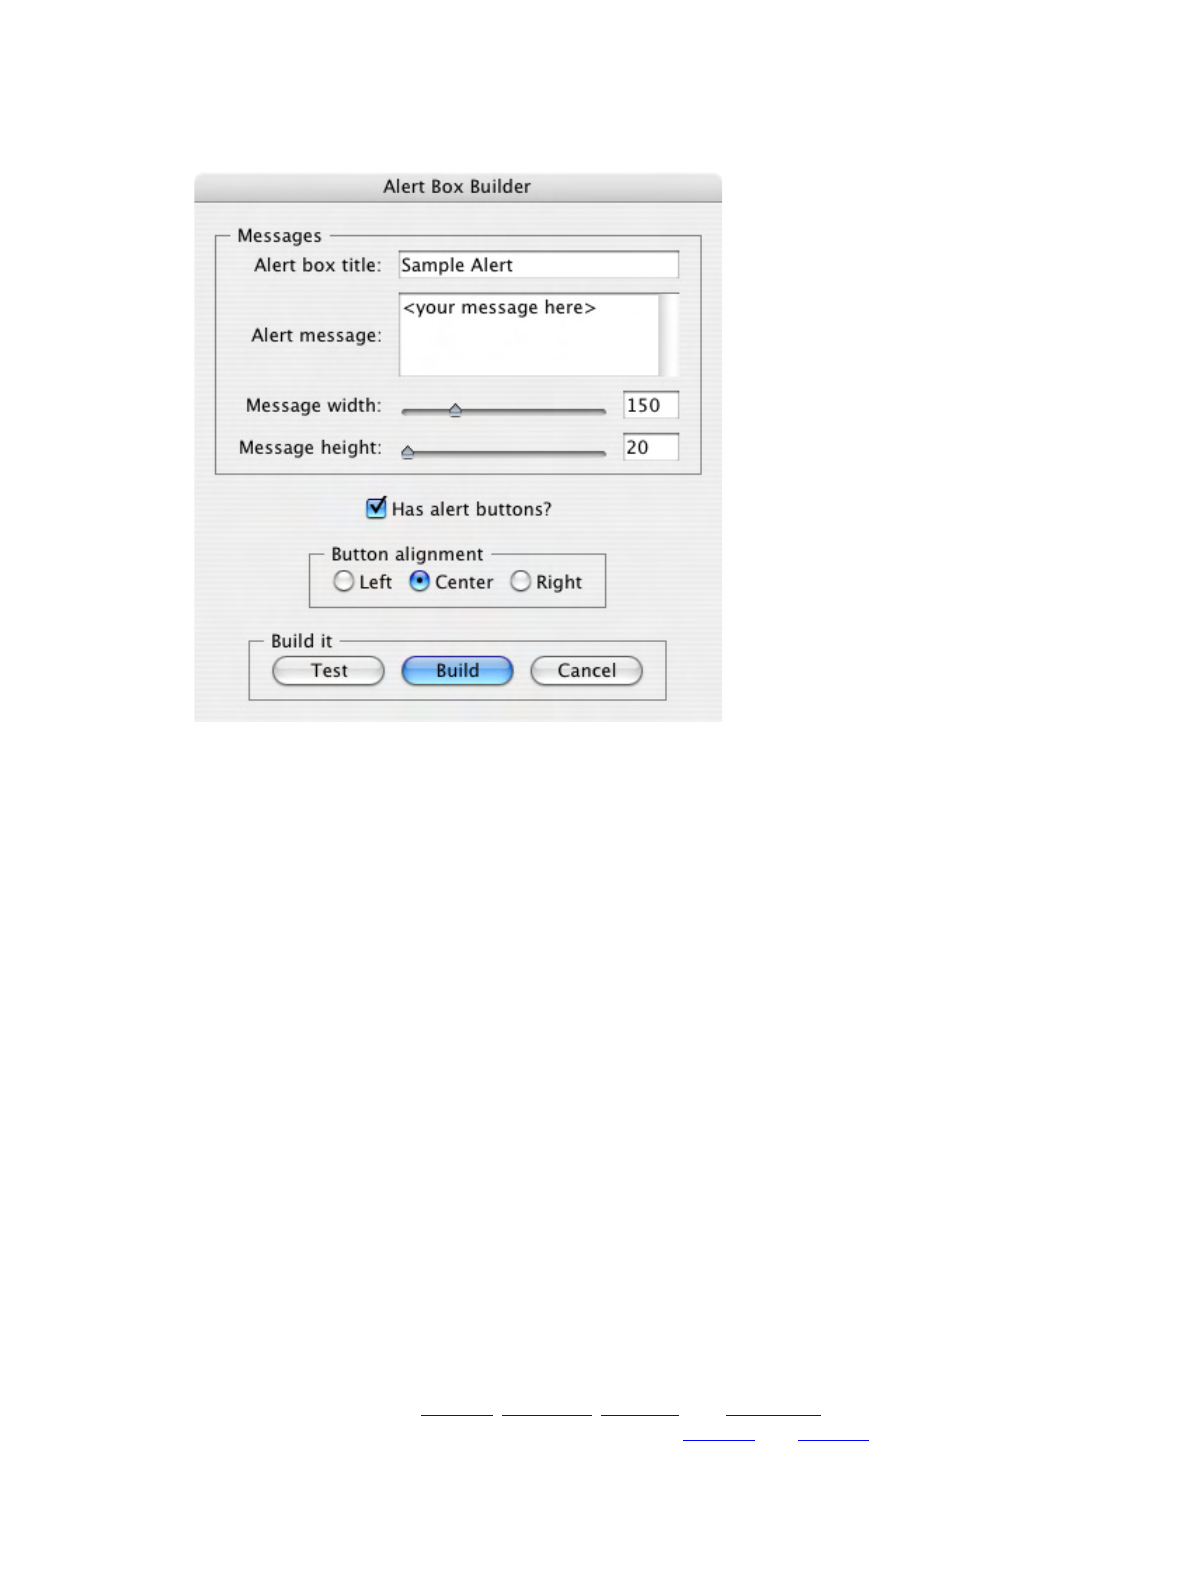 Alert Box Builder
Messages
Alert box title: Sample Alert
Alert message: <your message here>
Message width: 150
Message height: 20
Has alert buttons?
Button alignment
Left Center Right
Build it
Test Build Cancel